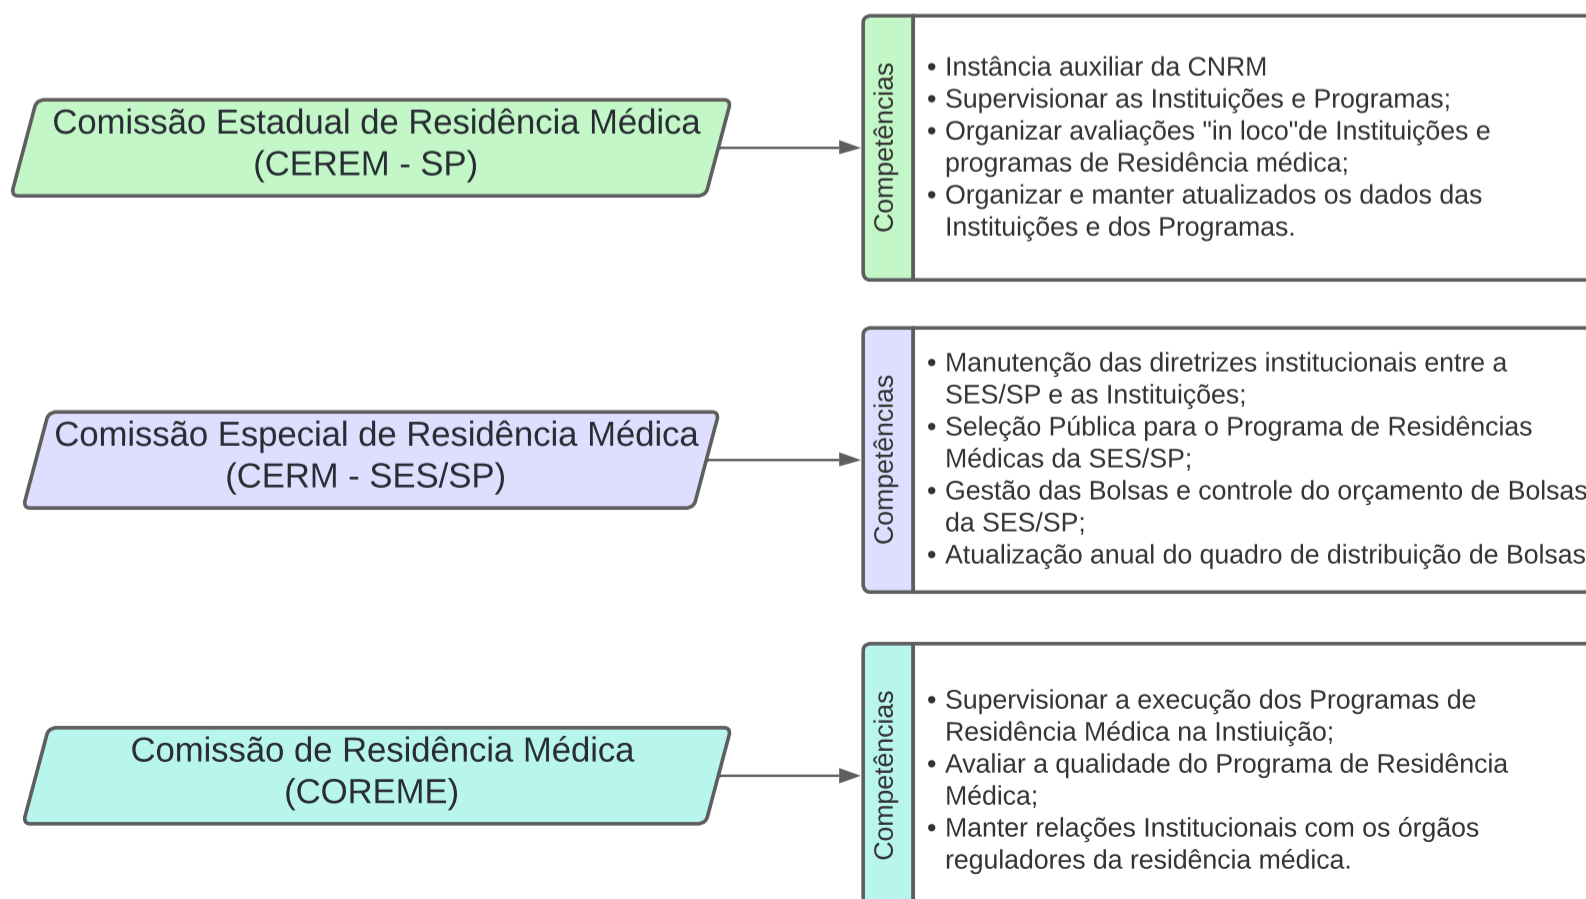 Comissão Estadual de Residência Médica
(CEREM - SP)
Competências
• Instância auxiliar da CNRM
• Supervisionar as Instituições e Programas;
• Organizar avaliações "in loco"de Instituições e
programas de Residência médica;
• Organizar e manter atualizados os dados das
Instituições e dos Programas.
Comissão Especial de Residência Médica
(CERM - SES/SP)
Competências
• Manutenção das diretrizes institucionais entre a
SES/SP e as Instituições;
• Seleção Pública para o Programa de Residências
Médicas da SES/SP;
• Gestão das Bolsas e controle do orçamento de Bolsas
da SES/SP;
• Atualização anual do quadro de distribuição de Bolsas
Comissão de Residência Médica
(COREME)
Competências
• Supervisionar a execução dos Programas de
Residência Médica na Instiuição;
• Avaliar a qualidade do Programa de Residência
Médica;
• Manter relações Institucionais com os órgãos
reguladores da residência médica.